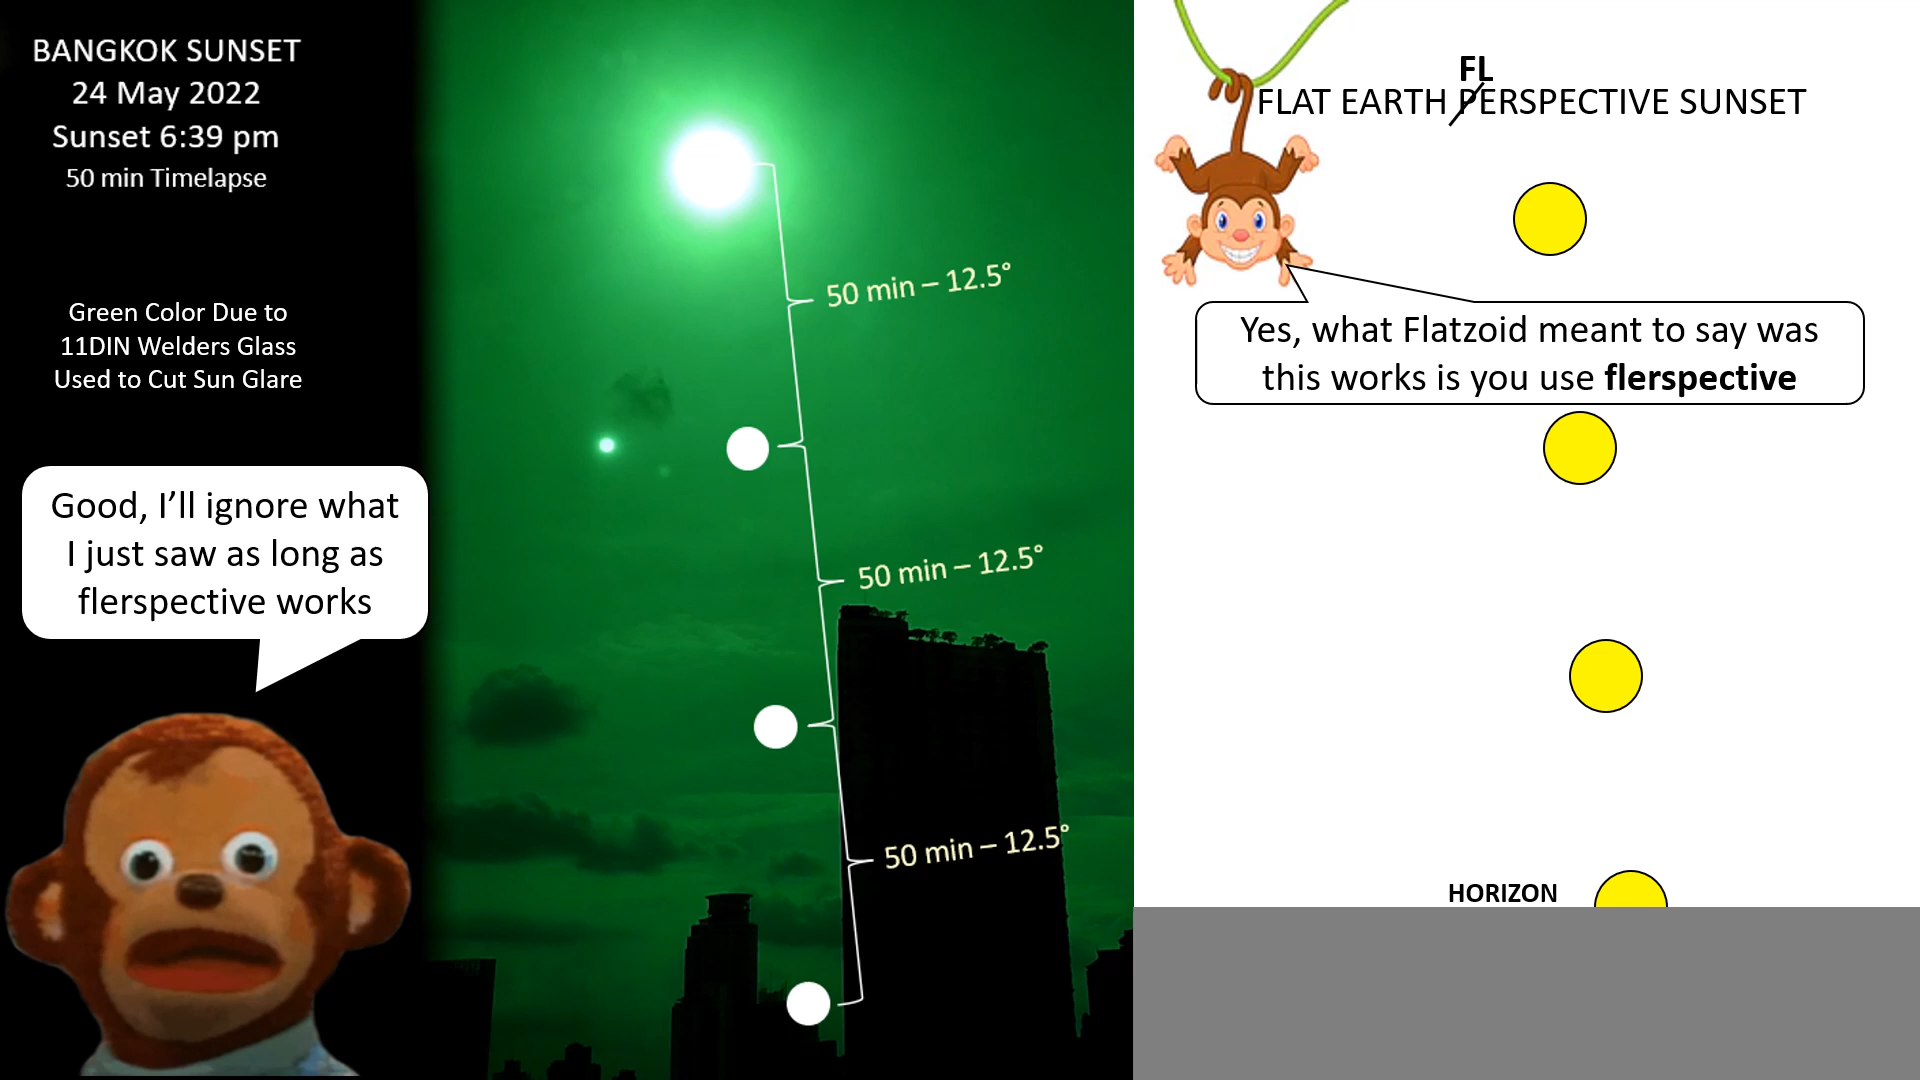 BANGKOK SUNSET
24 May 2022
Sunset 6:39 pm
50 min Timelapse
Green Color Due to
11DIN Welders Glass
Used to Cut Sun Glare
Good, I’ll ignore what
I just saw as long as
flerspective works
50 min – 12.5°
50 min – 12.5°
50 min – 12.5°
FL
FLAT EARTH PERSPECTIVE SUNSET
Yes, what Flatzoid meant to say was
this works is you use flerspective
HORIZON